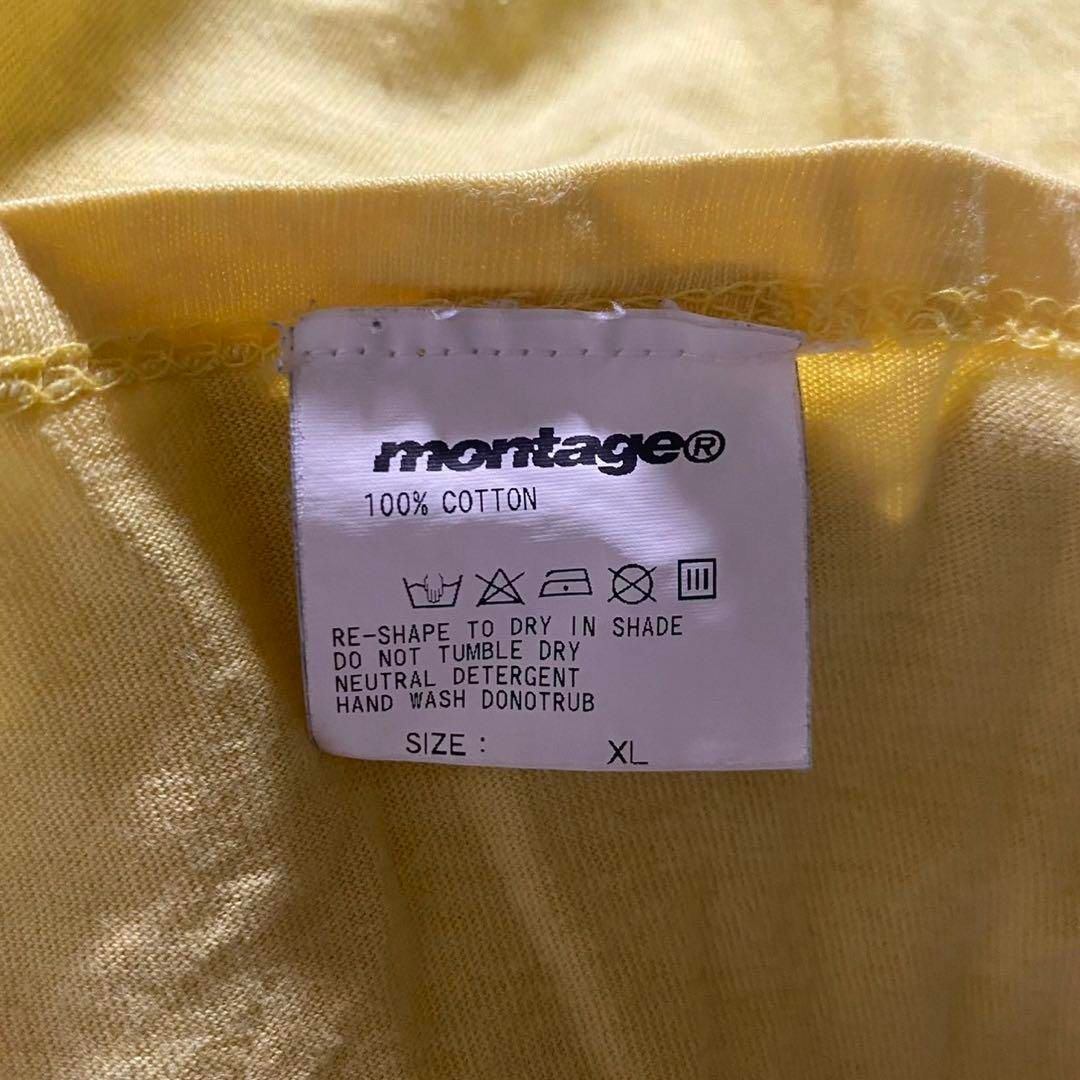 montage®
100% COTTON
RE-SHAPE TO DRY IN SHADE
DO NOT TUMBLE DRY
NEUTRAL DETERGENT
HAND WASH DONOTRUB
SIZE : XL